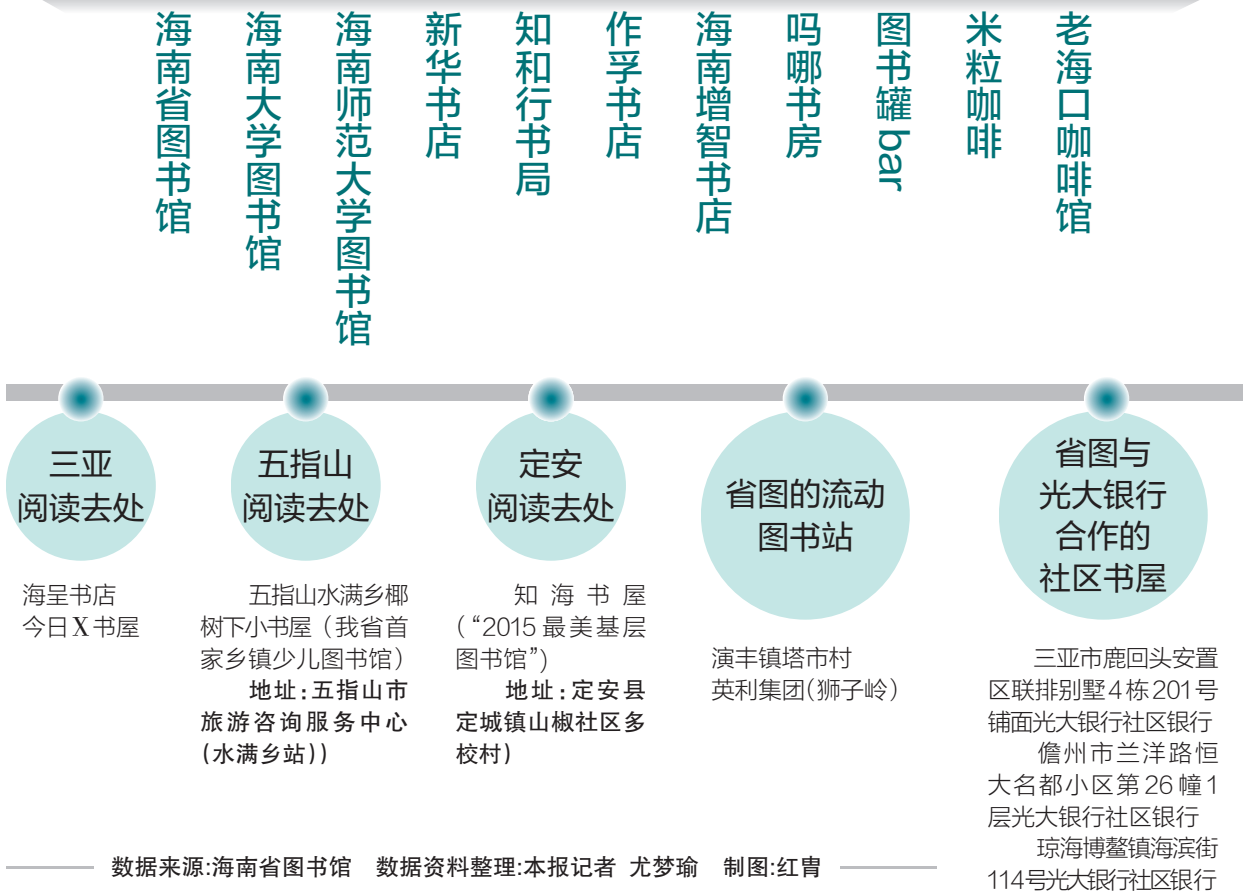 海南省图书馆
海南大学图书馆
海南师范大学图书馆
新华书店
知和行书局
作孚书店
海南增智书店
吗哪书房
图书罐 bar
米粒咖啡
老海口咖啡馆
三亚
阅读去处
海呈书店
今日X书屋
五指山
阅读去处
五指山水满乡椰
树下小书屋（我省首
家乡镇少儿图书馆）
地址：五指山市
旅游咨询服务中心
(水满乡站))
定安
阅读去处
知海书屋
(“2015最美基层
图书馆”)
地址：定安县
定城镇山椒社区多
校村)
省图的流动
图书站
演丰镇塔市村
英利集团(狮子岭)
省图与
光大银行
合作的
社区书屋
三亚市鹿回头安置
区联排别墅4栋201号
铺面光大银行社区银行
儋州市兰洋路恒
大名都小区第26幢1
层光大银行社区银行
琼海博鳌镇海滨街
114号光大银行社区银行
数据来源:海南省图书馆 数据资料整理:本报记者 尤梦瑜 制图:红胄